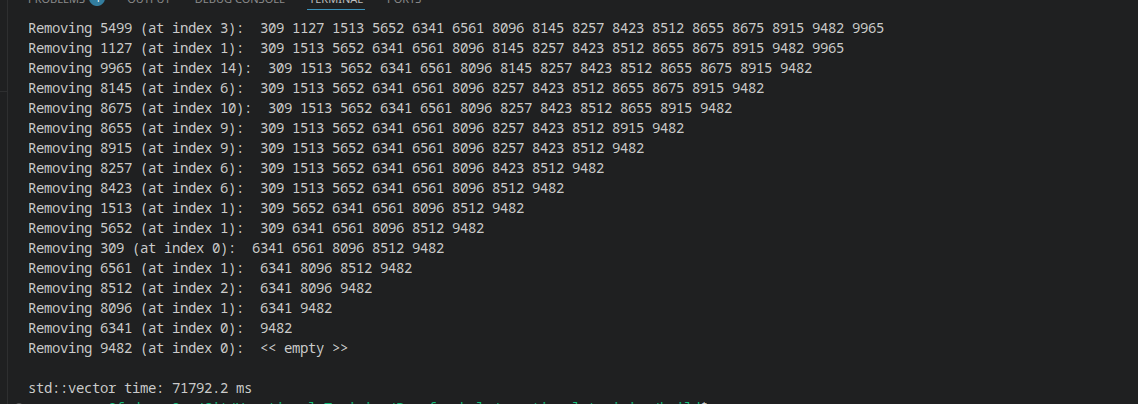 PROBLEMS OUTPUT DEBUG CONSOLE TERMINAL PORTS
Removing 5499 (at index 3):  309 1127 1513 5652 6341 6561 8096 8145 8257 8423 8512 8655 8675 8915 9482 9965
Removing 1127 (at index 1):  309 1513 5652 6341 6561 8096 8145 8257 8423 8512 8655 8675 8915 9482 9965
Removing 9965 (at index 14):  309 1513 5652 6341 6561 8096 8145 8257 8423 8512 8655 8675 8915 9482
Removing 8145 (at index 6):  309 1513 5652 6341 6561 8096 8257 8423 8512 8655 8675 8915 9482
Removing 8675 (at index 10):  309 1513 5652 6341 6561 8096 8257 8423 8512 8655 8915 9482
Removing 8655 (at index 9):  309 1513 5652 6341 6561 8096 8257 8423 8512 8915 9482
Removing 8915 (at index 9):  309 1513 5652 6341 6561 8096 8257 8423 8512 9482
Removing 8257 (at index 6):  309 1513 5652 6341 6561 8096 8423 8512 9482
Removing 8423 (at index 6):  309 1513 5652 6341 6561 8096 8512 9482
Removing 1513 (at index 1):  309 5652 6341 6561 8096 8512 9482
Removing 5652 (at index 1):  309 6341 6561 8096 8512 9482
Removing 309 (at index 0):  6341 6561 8096 8512 9482
Removing 6561 (at index 1):  6341 8096 8512 9482
Removing 8512 (at index 2):  6341 8096 9482
Removing 8096 (at index 1):  6341 9482
Removing 6341 (at index 0):  9482
Removing 9482 (at index 0):  << empty >>
std::vector time: 71792.2 ms